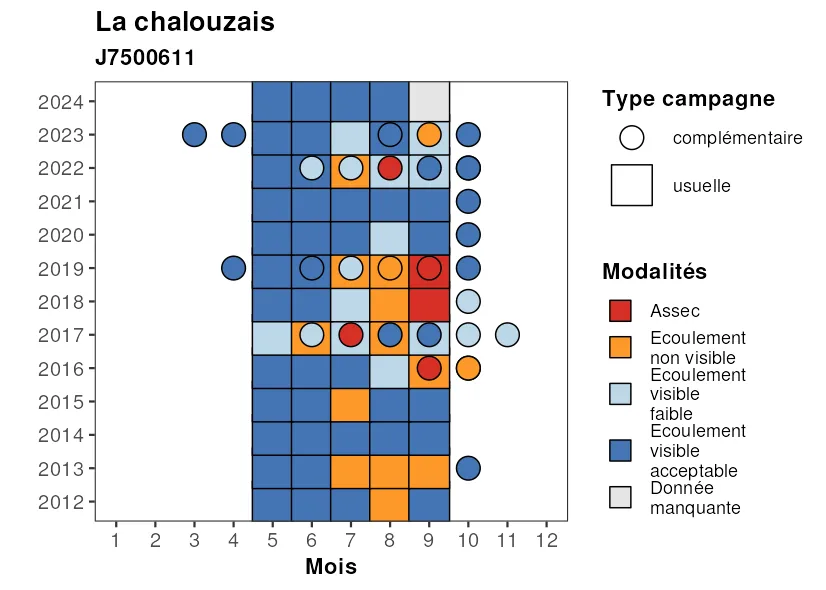 La chalouzais
J7500611
2024
2023
2022
2021
2020
2019
2018
2017
2016
2015
2014
2013
2012
1 2 3 4 5 6 7 8 9 10 11 12
Mois
Type campagne
complémentaire
usuelle
Modalités
Assec
Ecoulement
non visible
Ecoulement
visible
faible
Ecoulement
visible
acceptable
Donnée
manquante